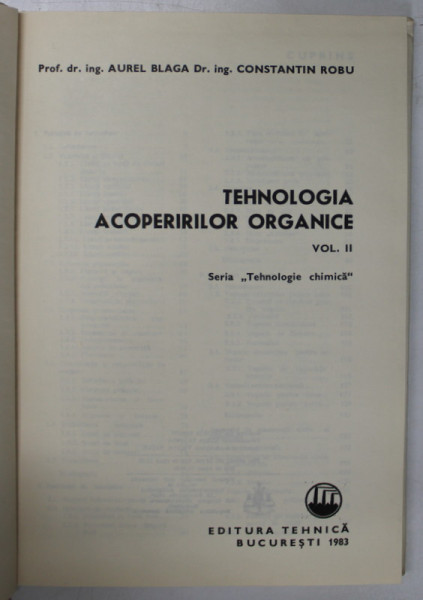 Prof. dr. ing. AUREL BLAGA Dr. ing. CONSTANTIN ROBU
TEHNOLOGIA
ACOPERIRILOR ORGANICE
VOL. II
Seria „Tehnologie chimică“
EDITURA TEHNICĂ
BUCUREȘTI 1983